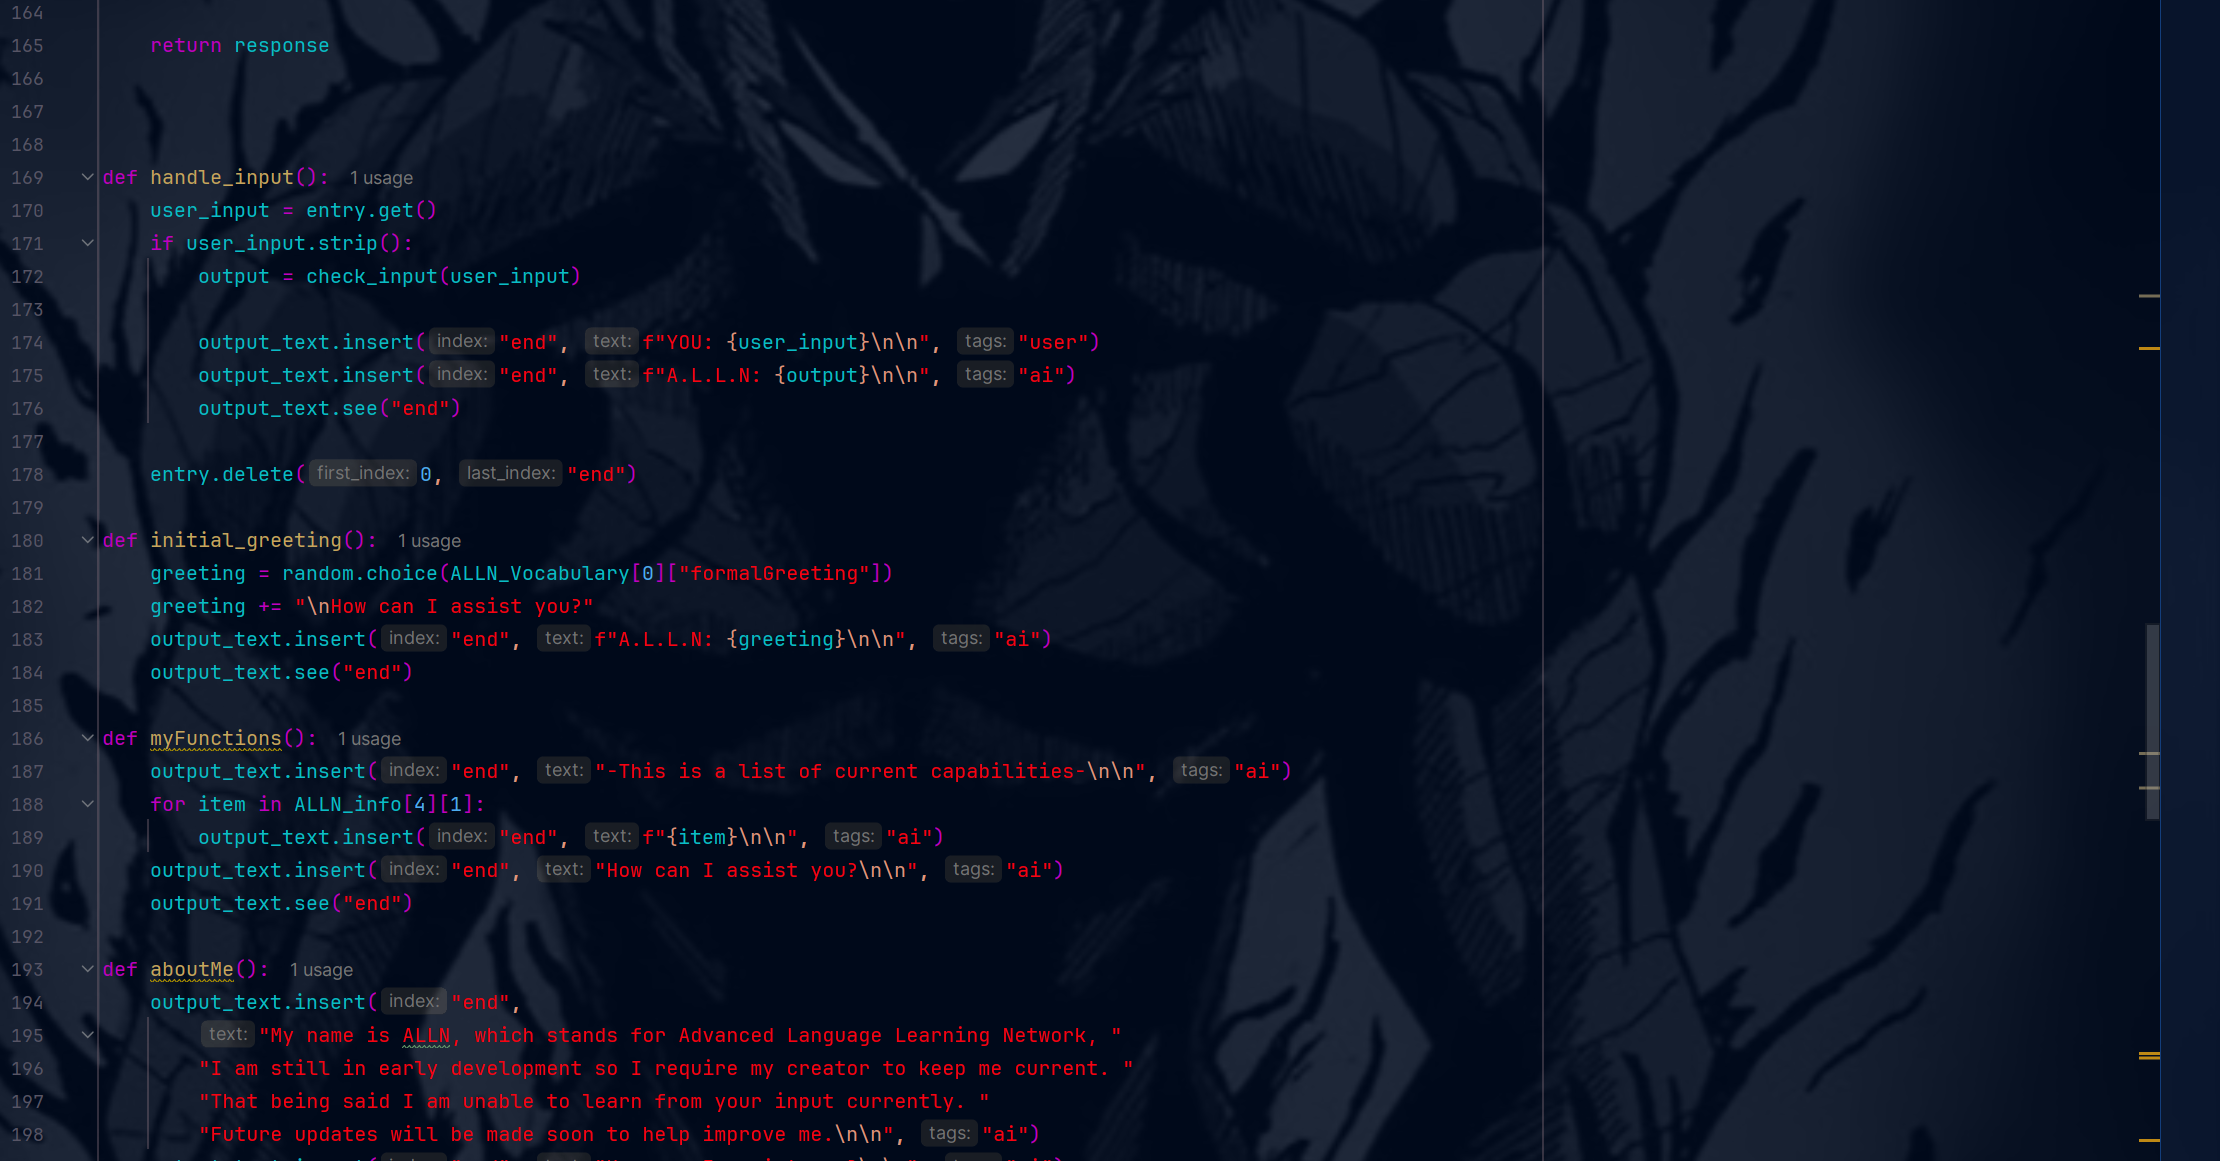 164
165 return response
166
167
168
169 def handle_input(): 1 usage
170 user_input = entry.get()
171 if user_input.strip():
172 output = check_input(user_input)
173
174 output_text.insert( index: "end", text: f"YOU: {user_input}\n\n", tags: "user")
175 output_text.insert( index: "end", text: f"A.L.L.N: {output}\n\n", tags: "ai")
176 output_text.see("end")
177
178 entry.delete( first_index: 0, last_index: "end")
179
180 def initial_greeting(): 1 usage
181 greeting = random.choice(ALLN_Vocabulary[0]["formalGreeting"])
182 greeting += "\nHow can I assist you?"
183 output_text.insert( index: "end", text: f"A.L.L.N: {greeting}\n\n", tags: "ai")
184 output_text.see("end")
185
186 def myFunctions(): 1 usage
187 output_text.insert( index: "end", text: "-This is a list of current capabilities-\n\n", tags: "ai")
188 for item in ALLN_info[4][1]:
189 output_text.insert( index: "end", text: f"{item}\n\n", tags: "ai")
190 output_text.insert( index: "end", text: "How can I assist you?\n\n", tags: "ai")
191 output_text.see("end")
192
193 def aboutMe(): 1 usage
194 output_text.insert( index: "end",
195 text: "My name is ALLN, which stands for Advanced Language Learning Network, "
196 "I am still in early development so I require my creator to keep me current. "
197 "That being said I am unable to learn from your input currently. "
198 "Future updates will be made soon to help improve me.\n\n", tags: "ai")